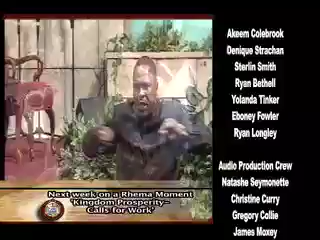 Akeem Colebrook
Denique Strachan
Sterlin Smith
Ryan Bethell
Yolanda Tinker
Eboney Fowler
Ryan Longley
Audio Production Crew
Natashe Seymonette
Christine Curry
Gregory Collie
James Moxey
Next week on a Rhema Moment
'Kingdom Prosperity~
Calls for Work'